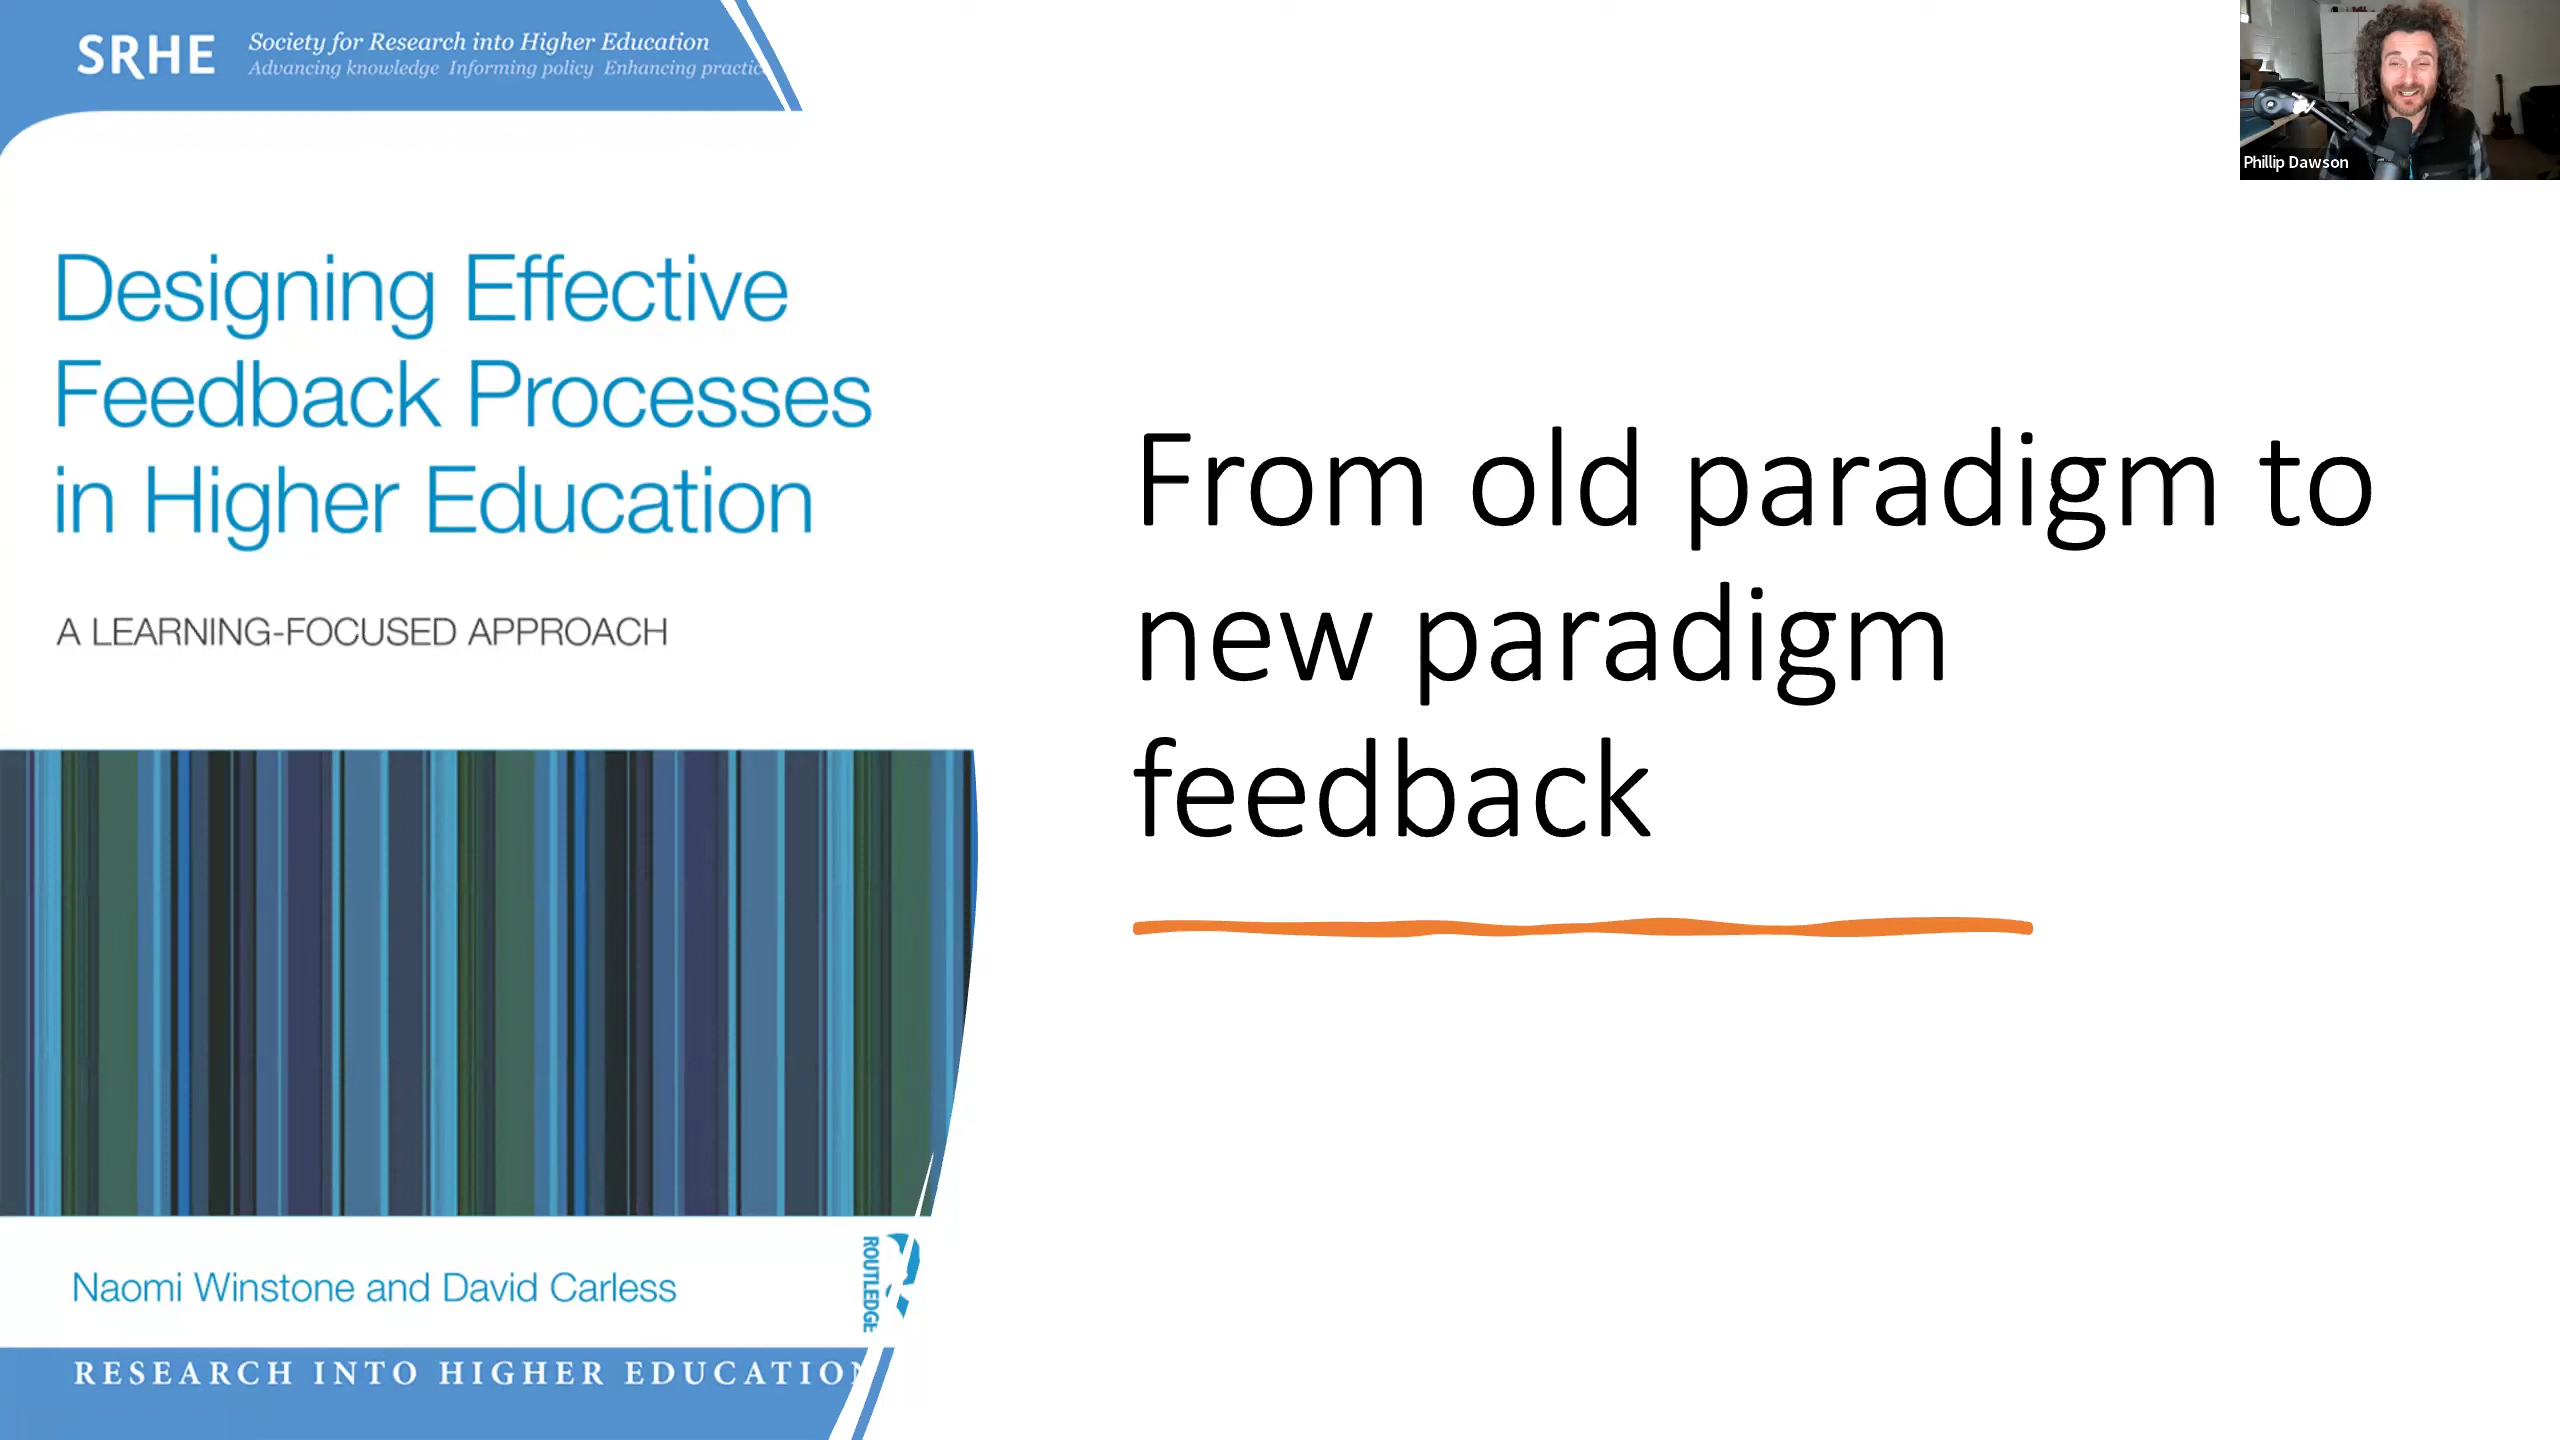 SRHE
Society for Research into Higher Education
Advancing knowledge Informing policy Enhancing practic
Designing Effective
Feedback Processes
in Higher Education
A LEARNING-FOCUSED APPROACH
Naomi Winstone and David Carless
ROUTLEDGE
RESEARCH INTO HIGHER EDUCATION
From old paradigm to
new paradigm
feedback
Phillip Dawson